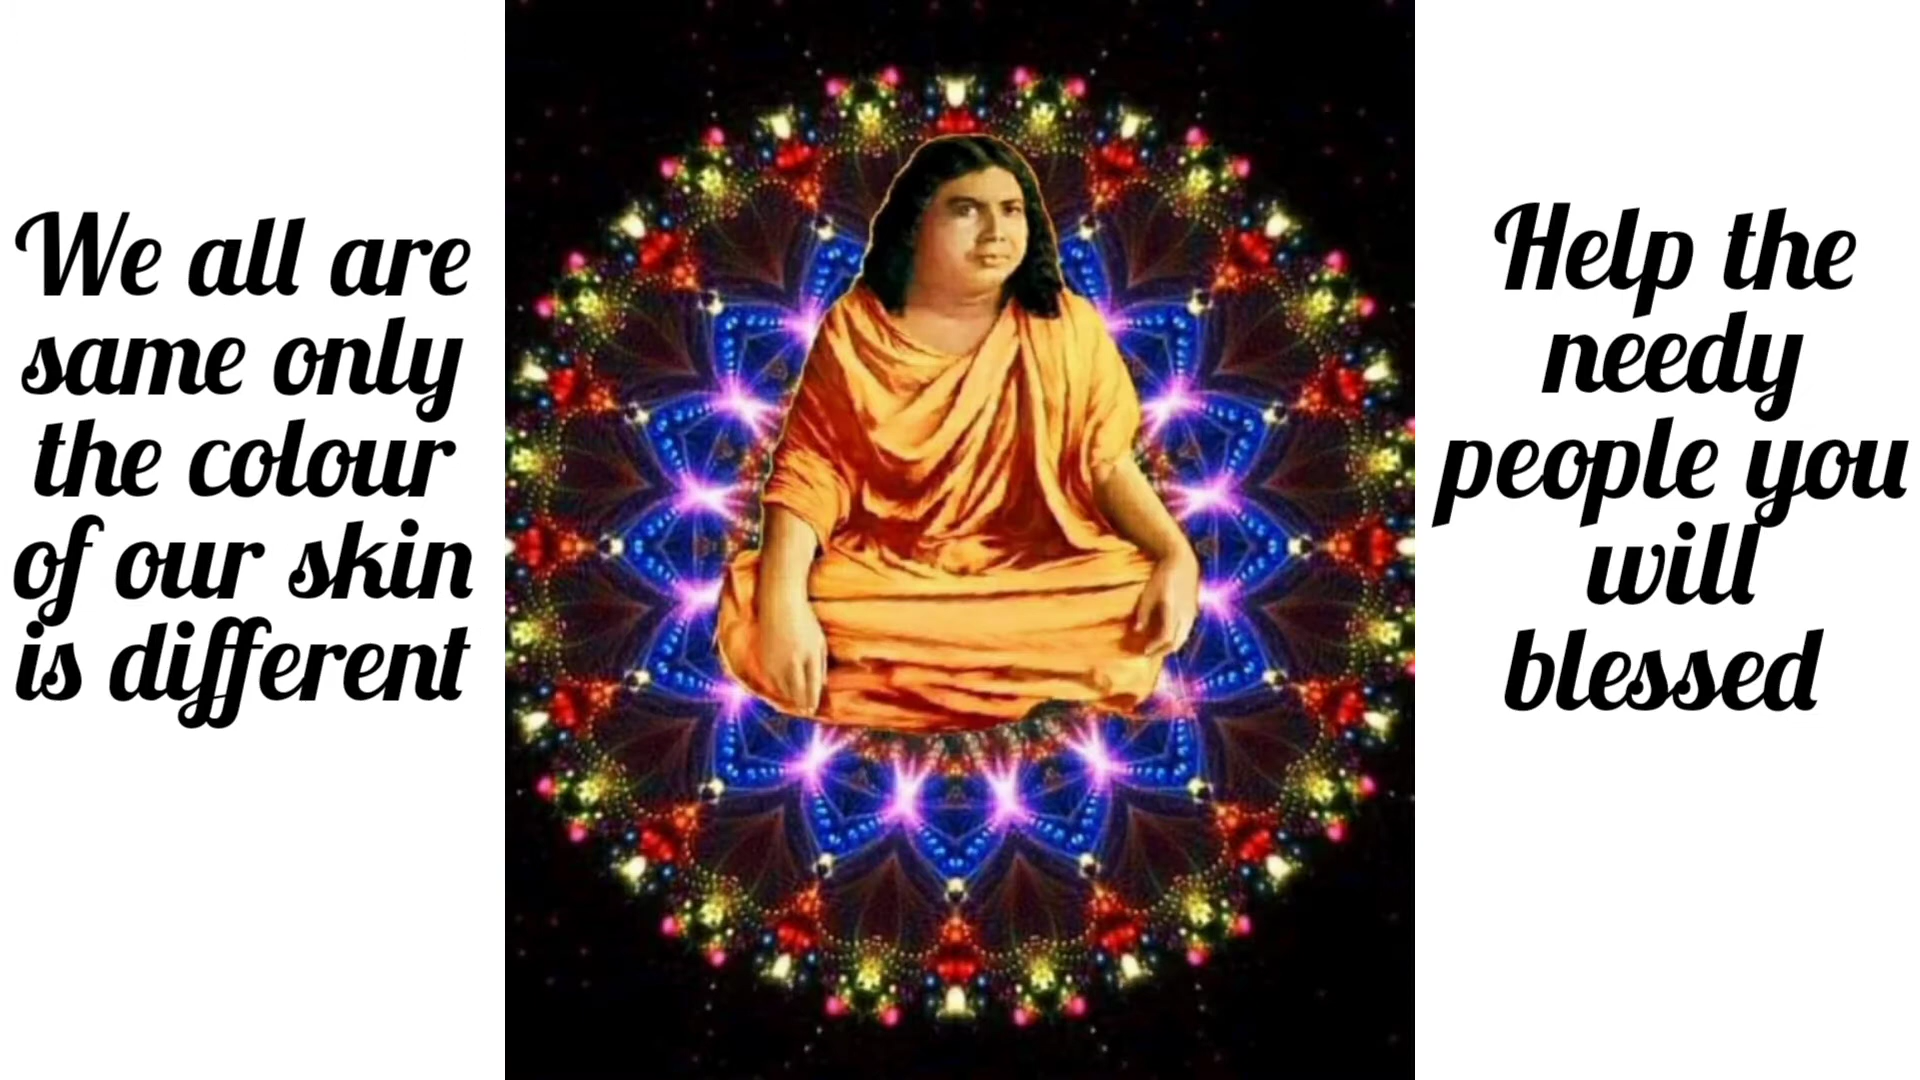 We all are
same only
the colour
of our skin
is different
Help the
needy
people you
will
blessed